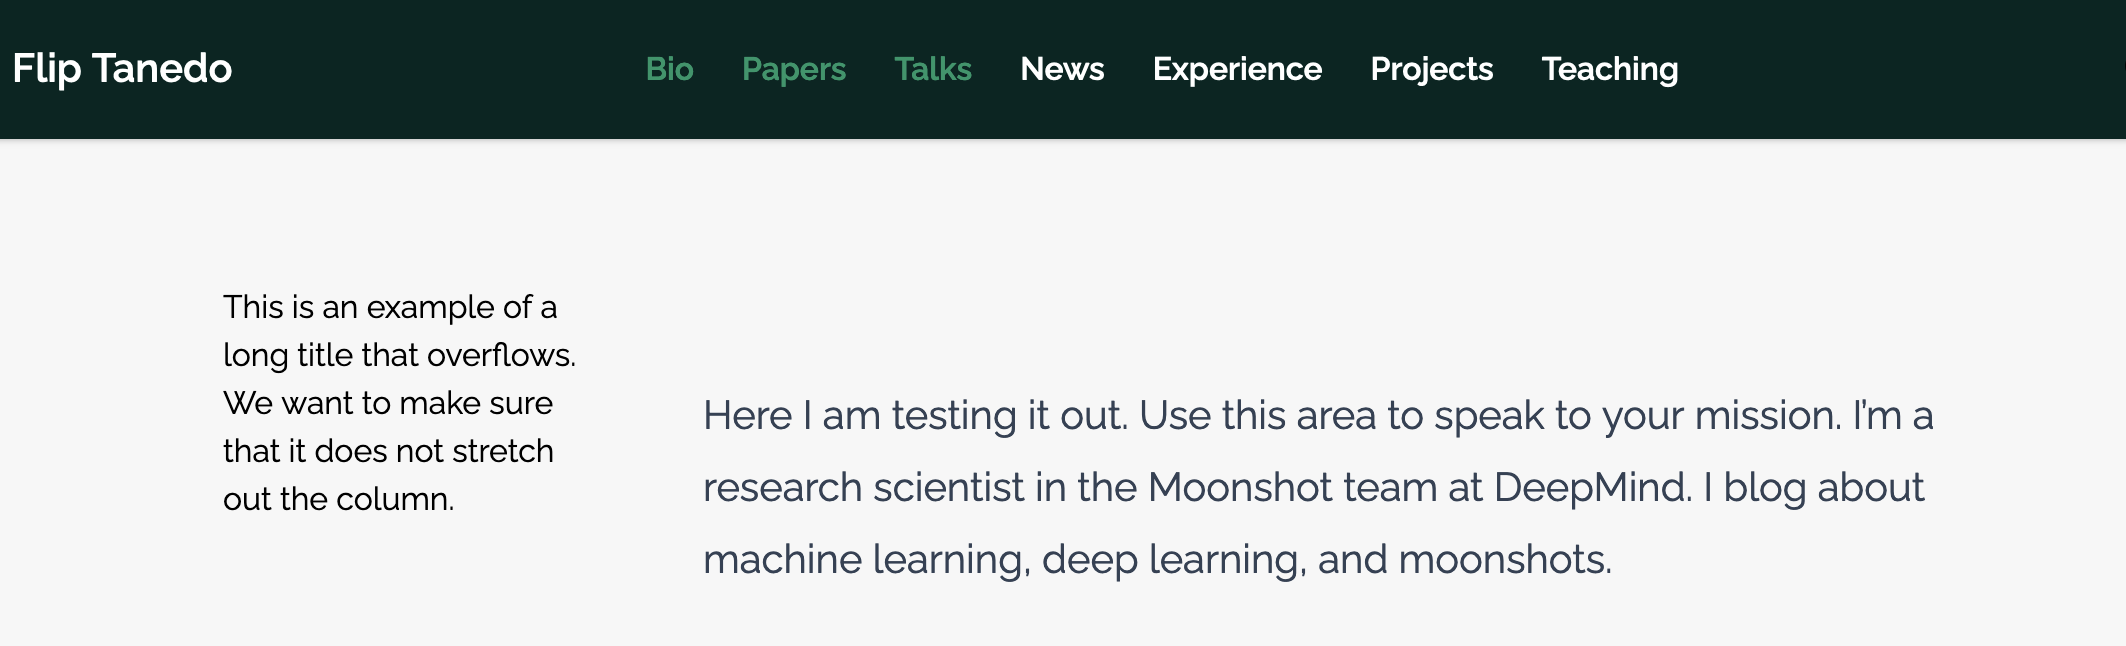 Flip Tanedo
Bio Papers Talks News Experience Projects Teaching
This is an example of a
long title that overflows.
We want to make sure
that it does not stretch
out the column.
Here I am testing it out. Use this area to speak to your mission. I’m a
research scientist in the Moonshot team at DeepMind. I blog about
machine learning, deep learning, and moonshots.